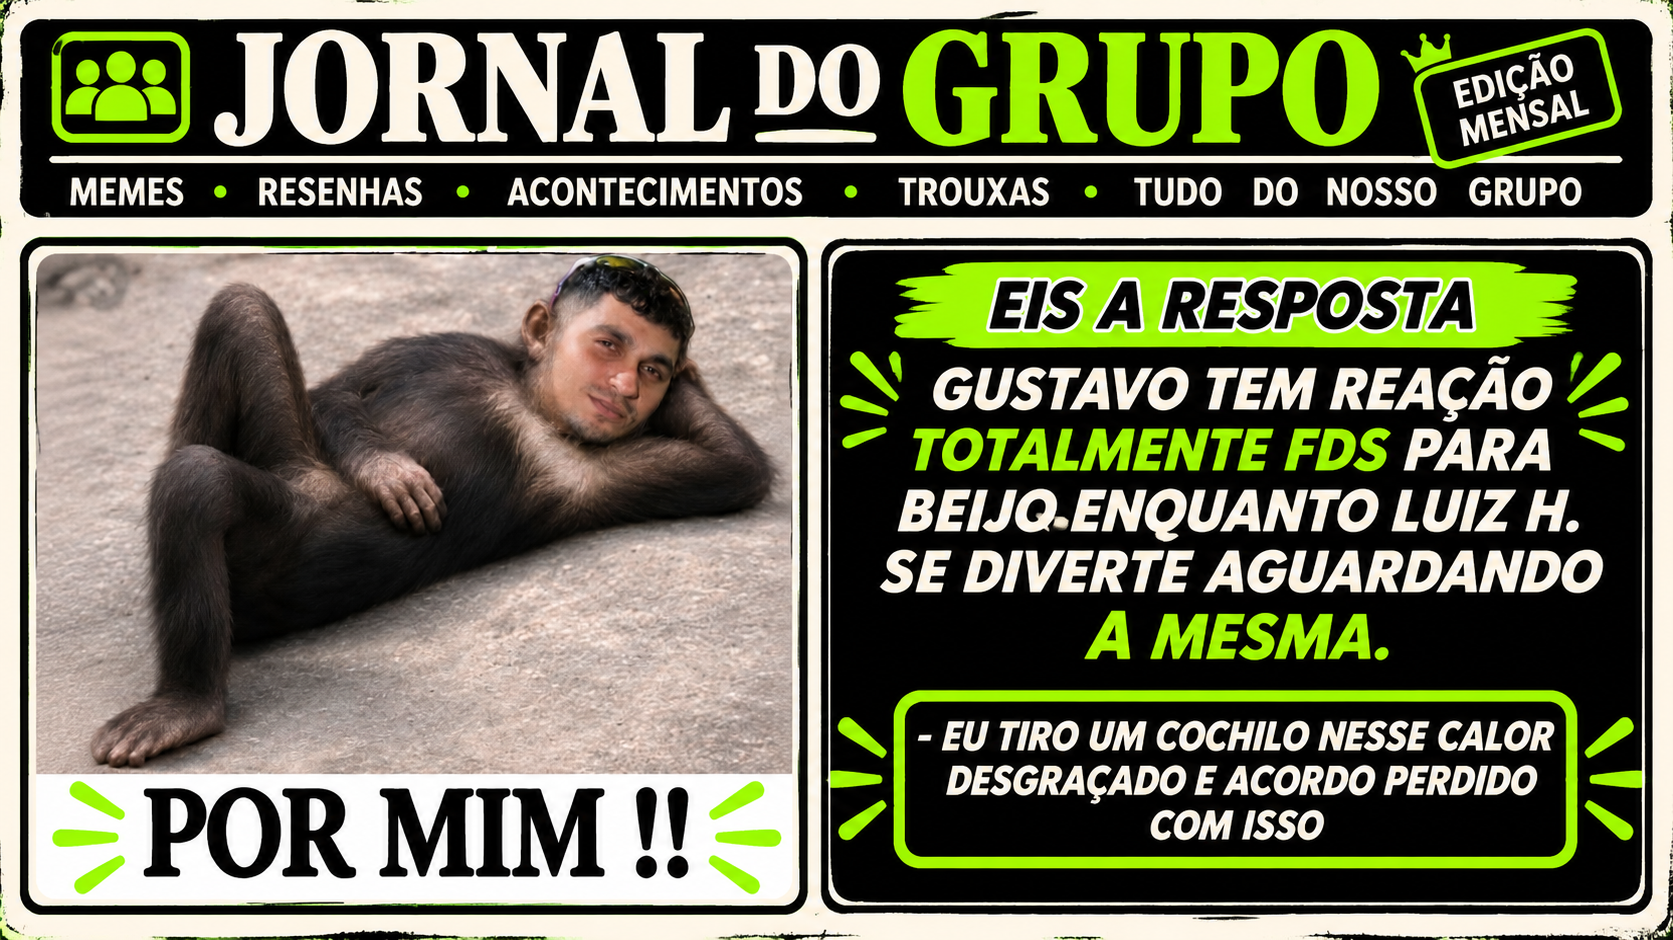 JORNAL DO GRUPO
EDIÇÃO
MENSAL
MEMES • RESENHAS • ACONTECIMENTOS • TROUXAS • TUDO DO NOSSO GRUPO
POR MIM !!
EIS A RESPOSTA
GUSTAVO TEM REAÇÃO
TOTALMENTE FDS PARA
BEIJO ENQUANTO LUIZ H.
SE DIVERTE AGUARDANDO
A MESMA.
- EU TIRO UM COCHILO NESSE CALOR
DESGRAÇADO E ACORDO PERDIDO
COM ISSO